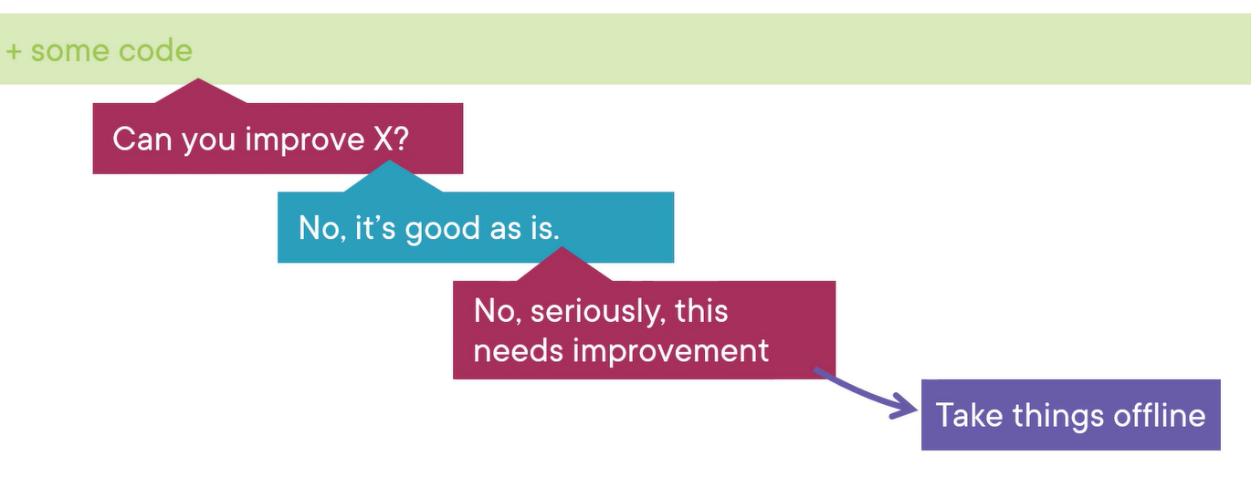 + some code
Can you improve X?
No, it’s good as is.
No, seriously, this
needs improvement
Take things offline